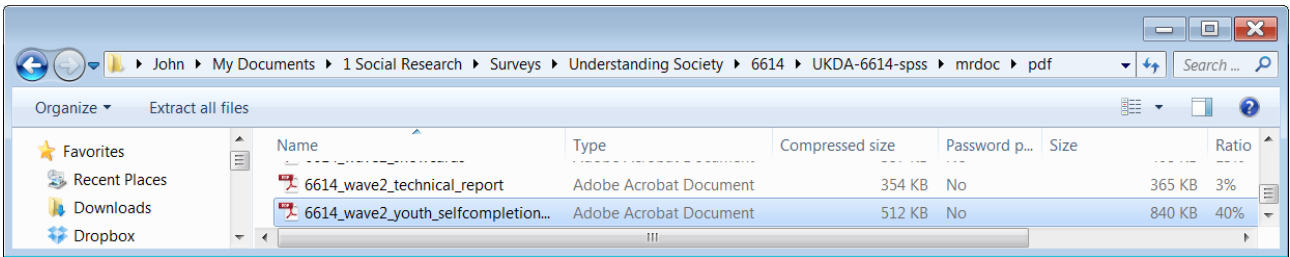 John ▸ My Documents ▸ 1 Social Research ▸ Surveys ▸ Understanding Society ▸ 6614 ▸ UKDA-6614-spss ▸ mrdoc ▸ pdf Search ...
Organize Extract all files
Favorites
Recent Places
Downloads
Dropbox
Name Type Compressed size Password p... Size Ratio
6614_wave2_technical_report Adobe Acrobat Document 354 KB No 365 KB 3%
6614_wave2_youth_selfcompletion... Adobe Acrobat Document 512 KB No 840 KB 40%